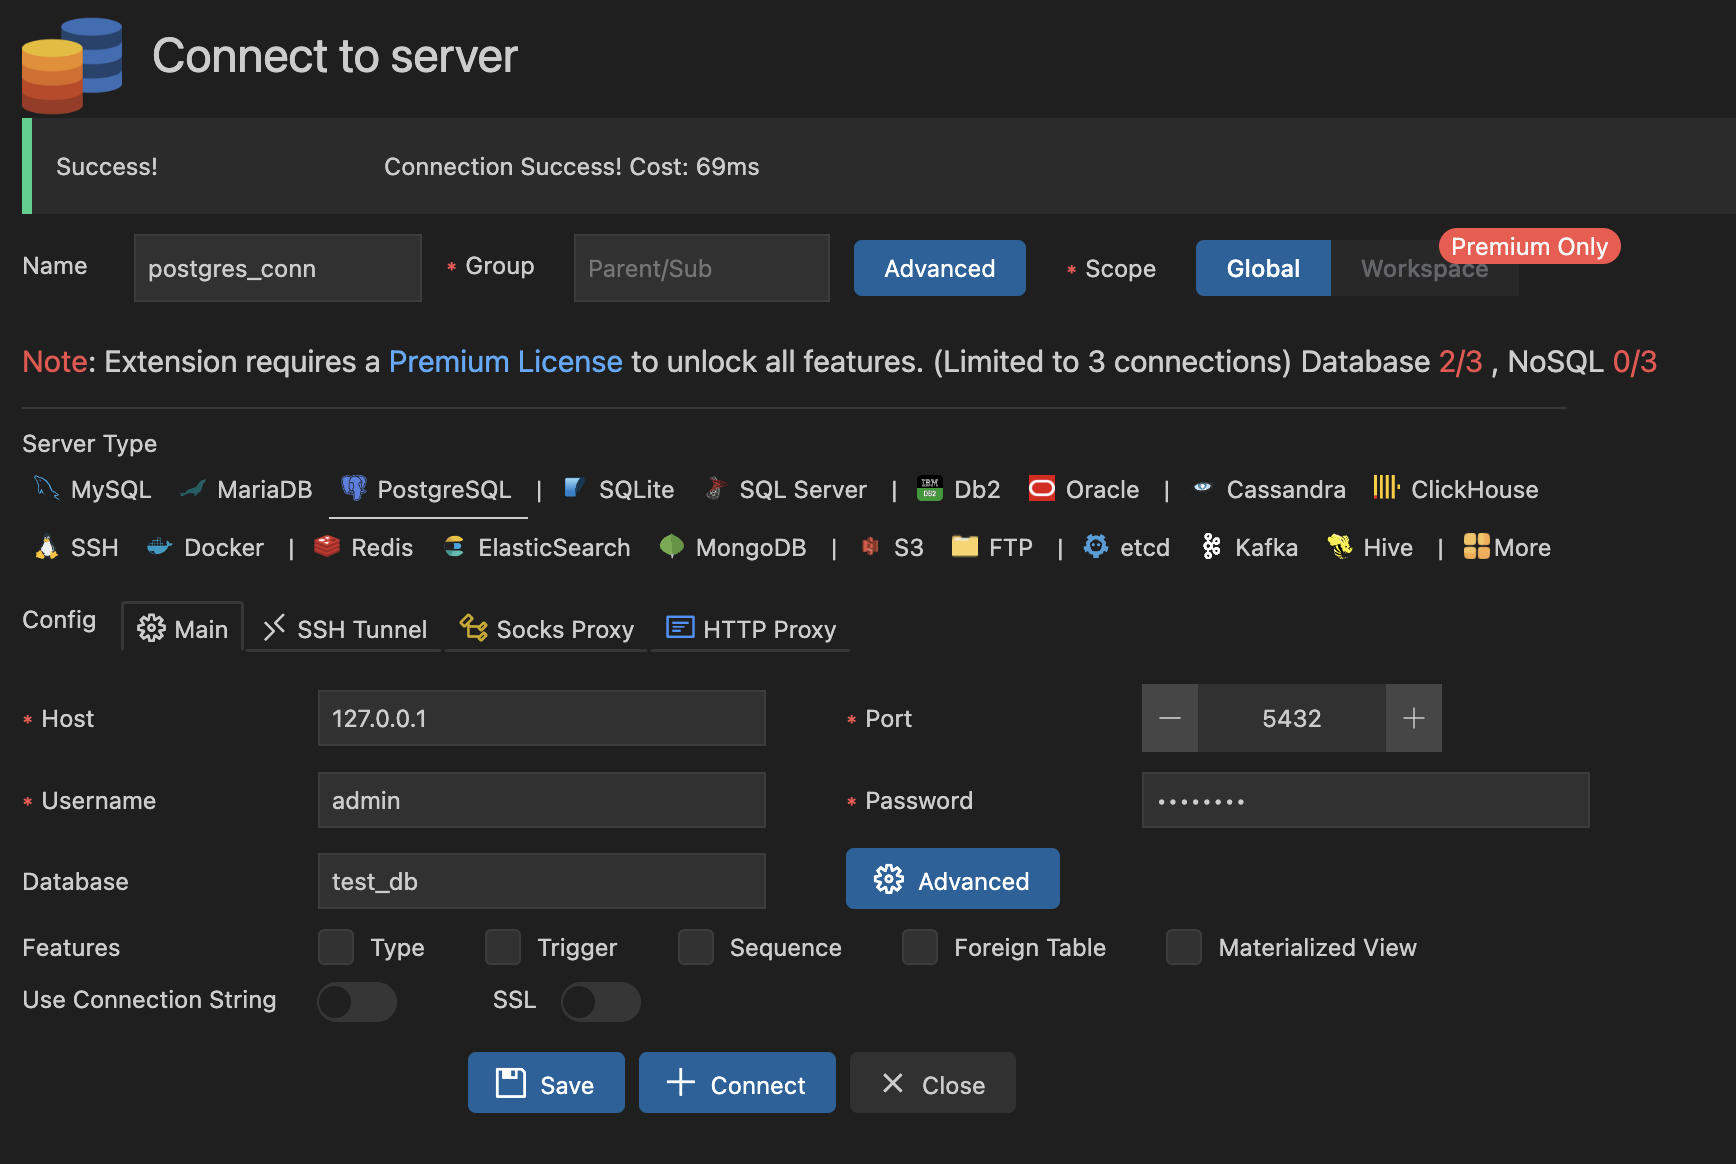 Connect to server
Success! Connection Success! Cost: 69ms
Premium Only
Name postgres_conn * Group Parent/Sub Advanced * Scope Global Workspace
Note: Extension requires a Premium License to unlock all features. (Limited to 3 connections) Database 2/3 , NoSQL 0/3
Server Type
MySQL MariaDB PostgreSQL | SQLite SQL Server | IBM DB2 Db2 Oracle | Cassandra ClickHouse
SSH Docker | Redis ElasticSearch MongoDB | S3 FTP | etcd Kafka Hive | More
Config Main SSH Tunnel Socks Proxy HTTP Proxy
* Host 127.0.0.1 * Port 5432
* Username admin * Password ••••••••
Database test_db Advanced
Features Type Trigger Sequence Foreign Table Materialized View
Use Connection String SSL
Save Connect Close